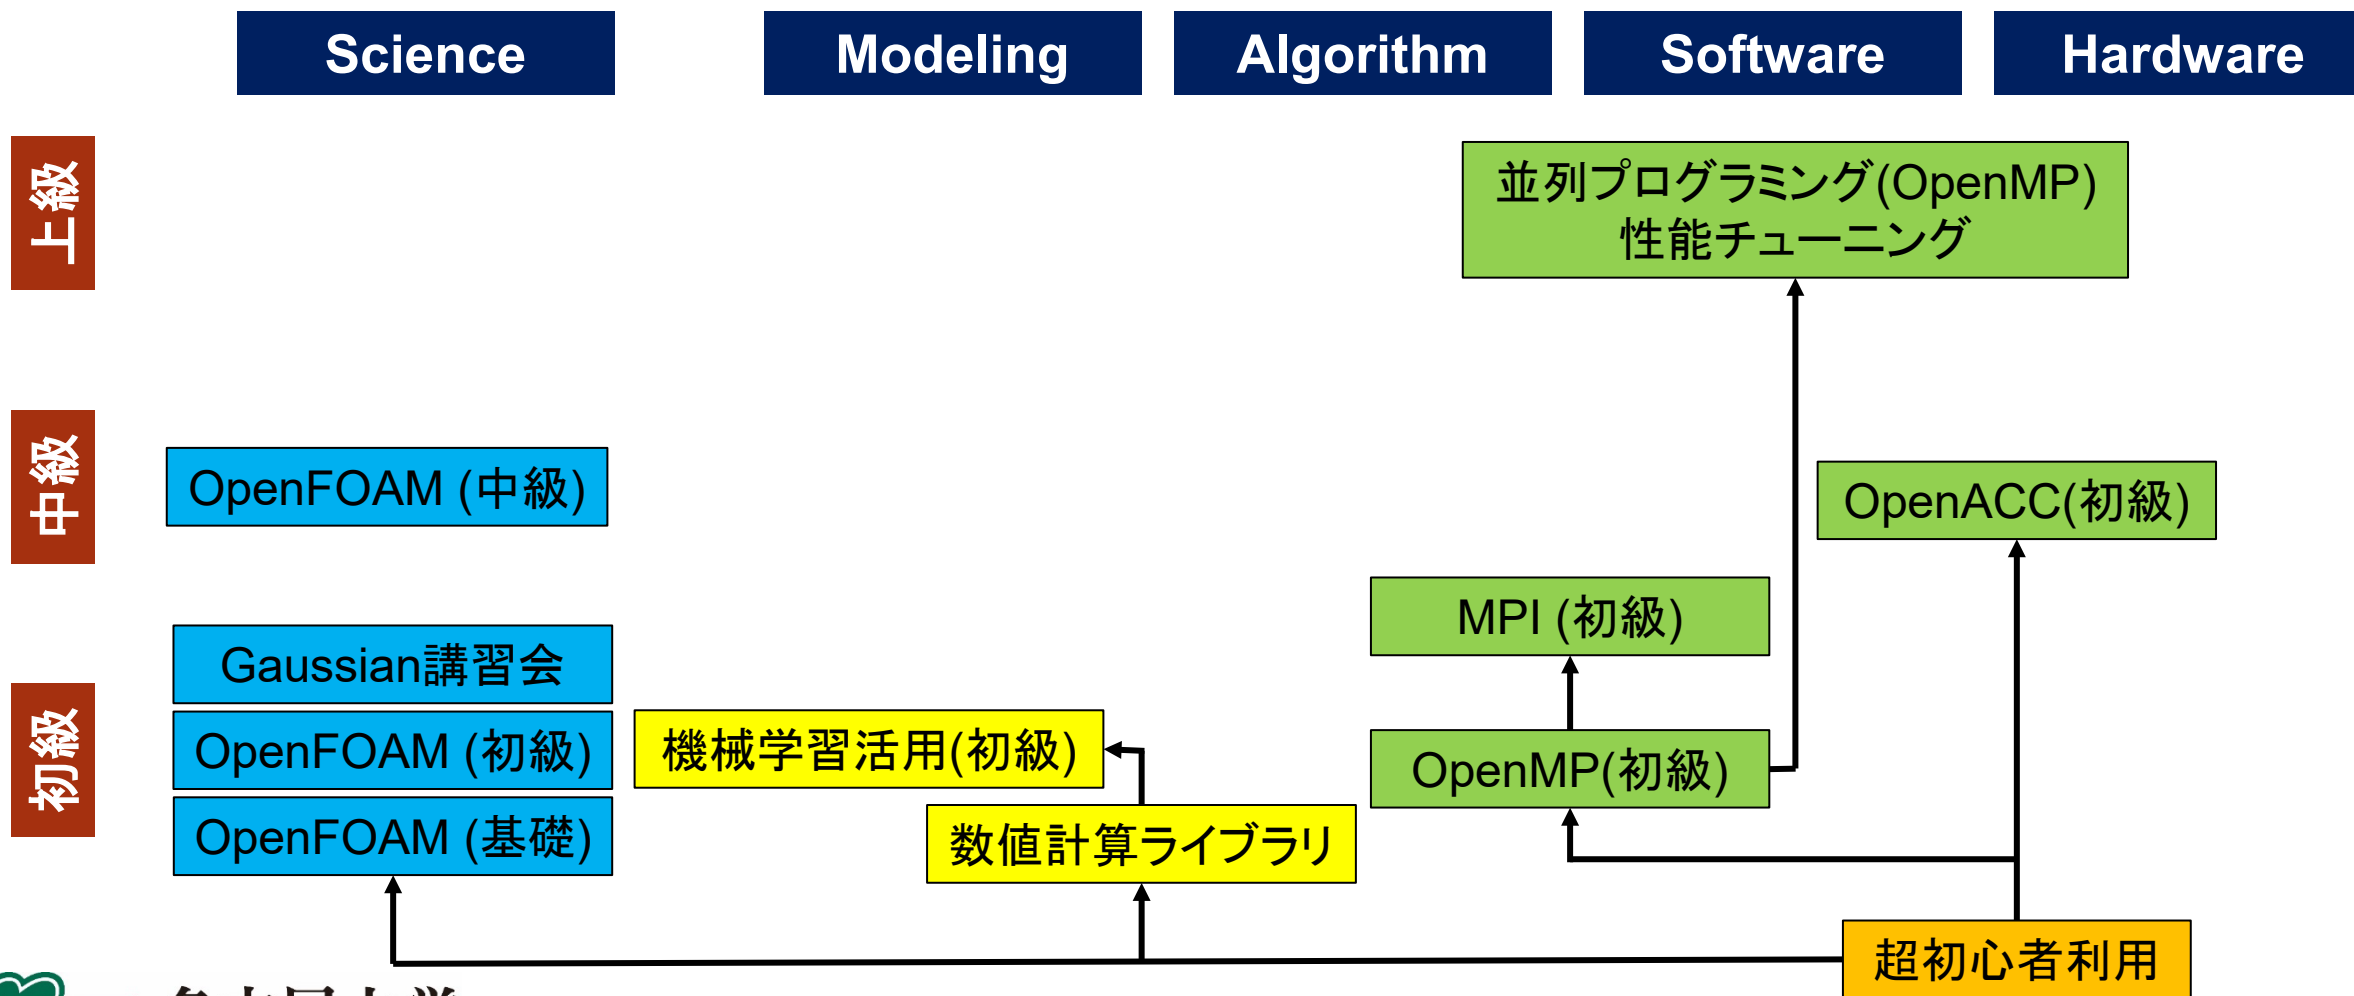 Science
Modeling
Algorithm
Software
Hardware
上級
並列プログラミング(OpenMP)
性能チューニング
中級
OpenFOAM (中級)
OpenACC(初級)
MPI (初級)
Gaussian講習会
初級
OpenFOAM (初級)
機械学習活用(初級)
OpenMP(初級)
OpenFOAM (基礎)
数値計算ライブラリ
超初心者利用